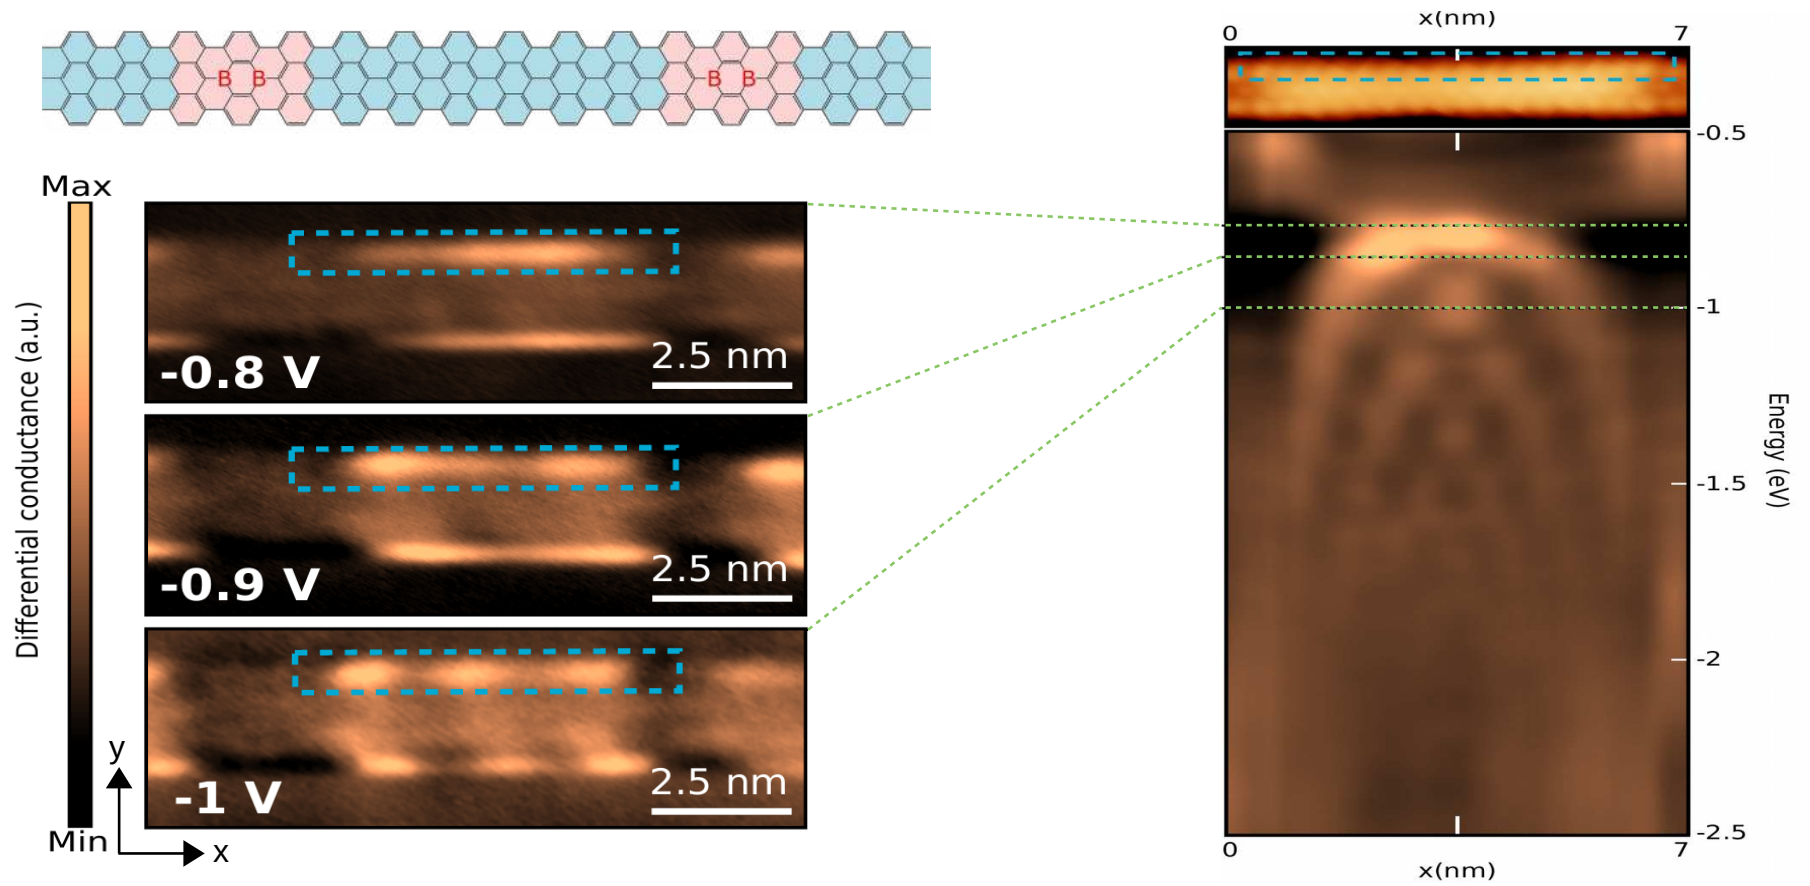 B B
B B
Max
Differential conductance (a.u.)
Min
y
x
-0.8 V
2.5 nm
-0.9 V
2.5 nm
-1 V
2.5 nm
x(nm)
0
7
-0.5
-1
-1.5
-2
-2.5
Energy (eV)
0
7
x(nm)